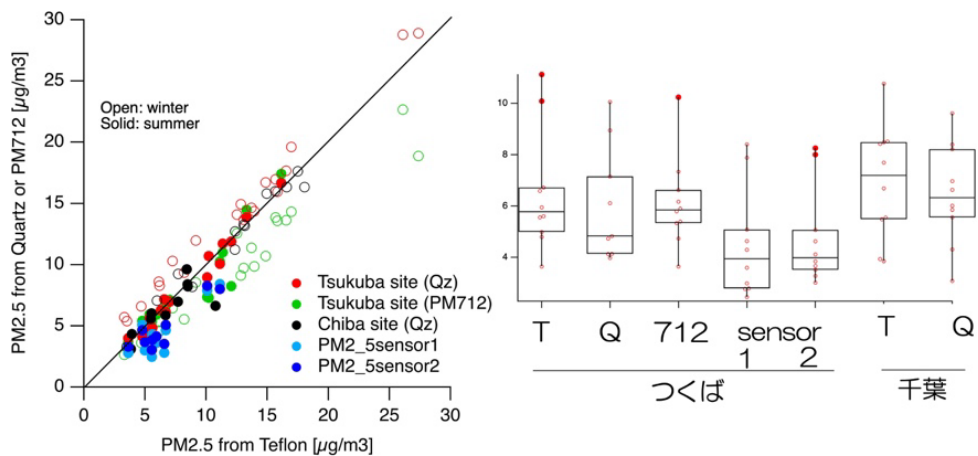 PM2.5 from Quartz or PM712 [µg/m3]
30
25
20
15
10
5
0
Open: winter
Solid: summer
Tsukuba site (Qz)
Tsukuba site (PM712)
Chiba site (Qz)
PM2_5sensor1
PM2_5sensor2
0 5 10 15 20 25 30
PM2.5 from Teflon [µg/m3]
10
8
6
4
T Q 712 sensor T Q
1 2
つくば 千葉